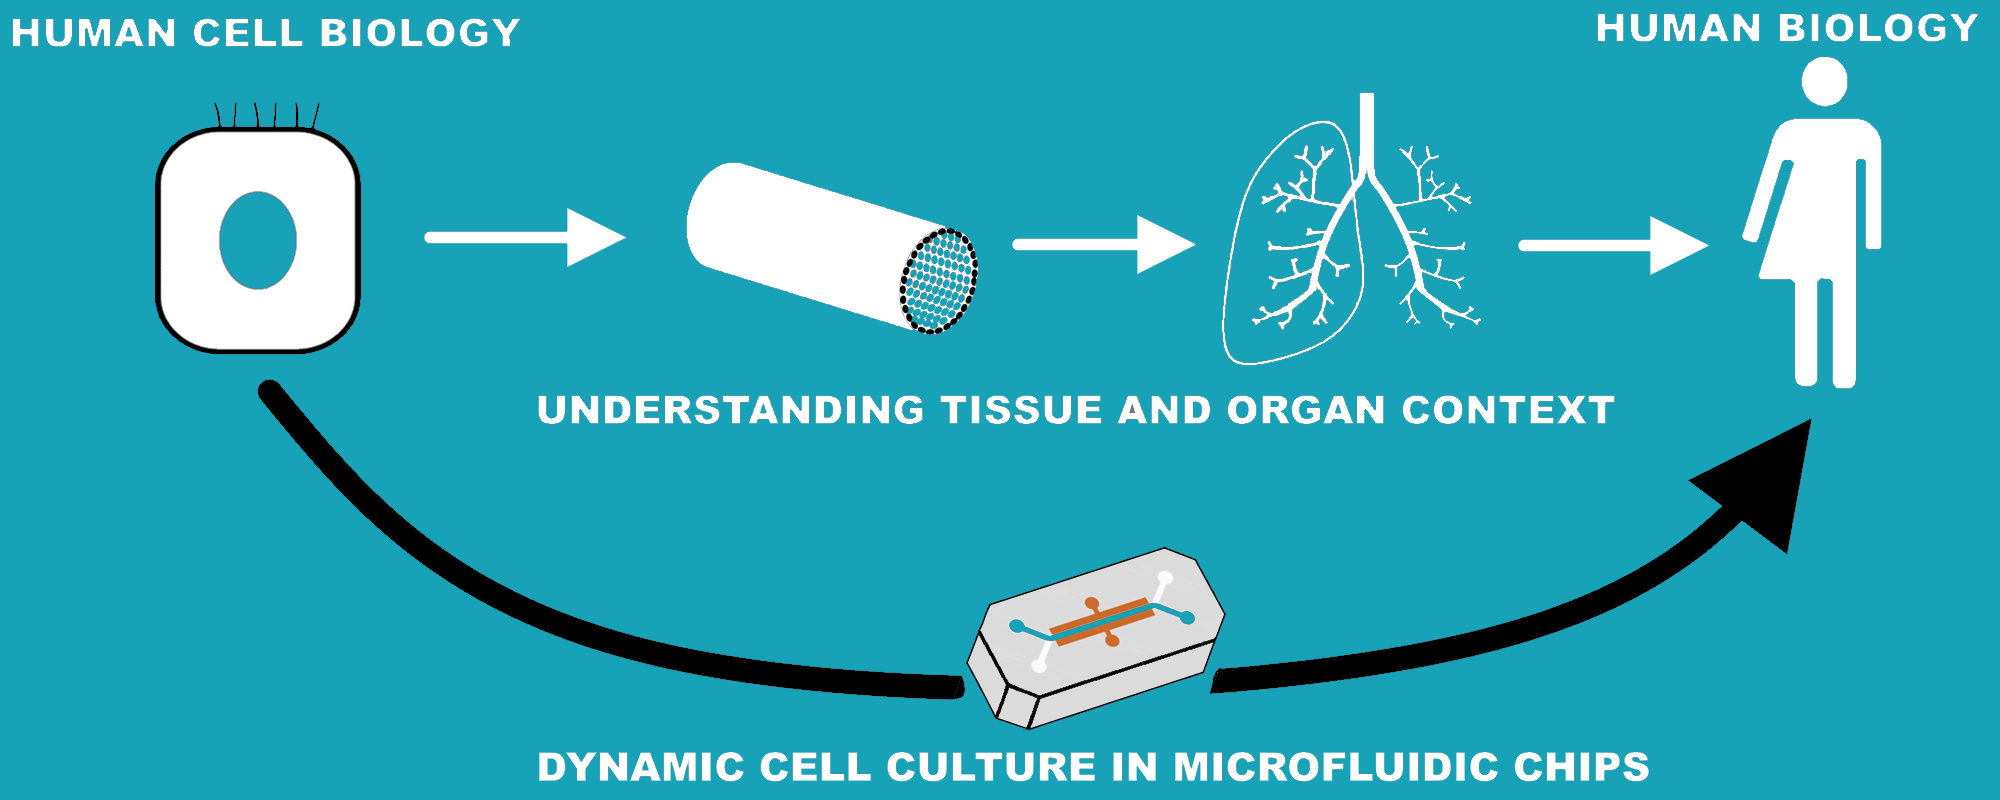 HUMAN CELL BIOLOGY
HUMAN BIOLOGY
UNDERSTANDING TISSUE AND ORGAN CONTEXT
DYNAMIC CELL CULTURE IN MICROFLUIDIC CHIPS